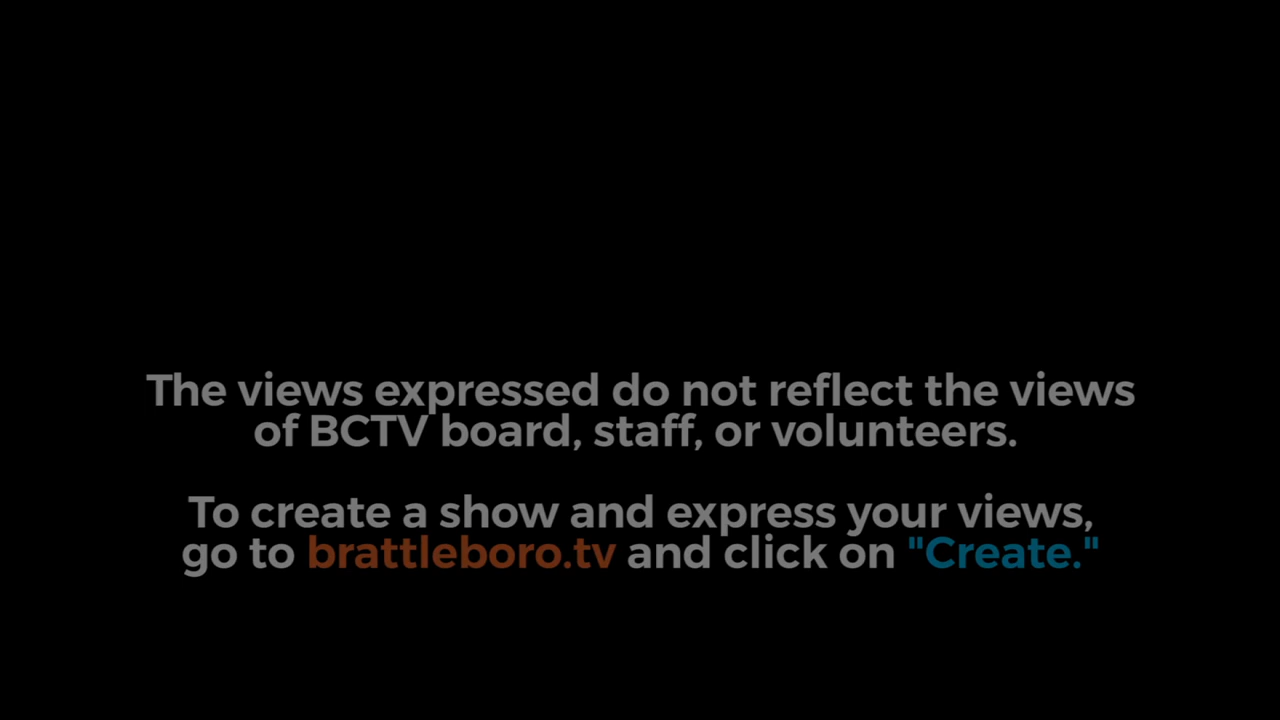 The views expressed do not reflect the views
of BCTV board, staff, or volunteers.
To create a show and express your views,
go to brattleboro.tv and click on "Create."